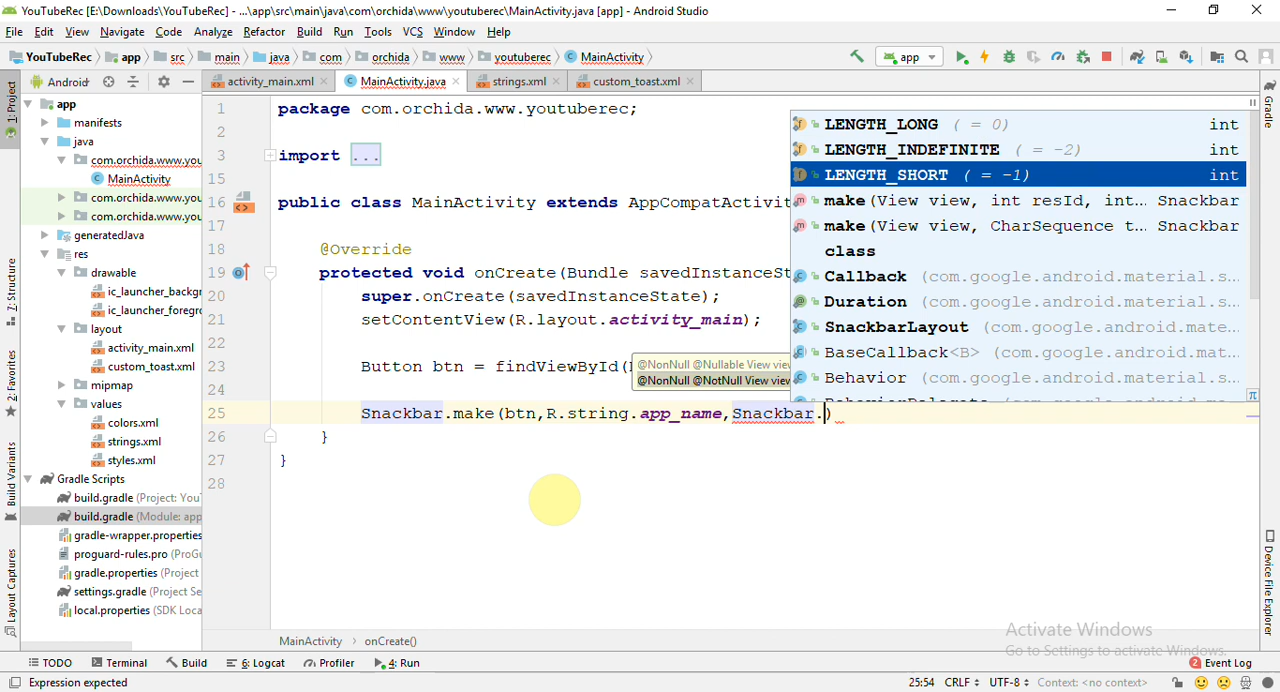 YouTubeRec [E:\Downloads\YouTubeRec] - ...\app\src\main\java\com\orchida\www\youtuberec\MainActivity.java [app] - Android Studio
File Edit View Navigate Code Analyze Refactor Build Run Tools VCS Window Help
YouTubeRec app src main java com orchida www youtuberec MainActivity app
Android activity_main.xml MainActivity.java strings.xml custom_toast.xml
1: Project
Z: Structure
2: Favorites
Build Variants
Layout Captures
app
manifests
java
com.orchida.www.you
MainActivity
com.orchida.www.you
com.orchida.www.you
generatedJava
res
drawable
ic_launcher_backgr
ic_launcher_foregro
layout
activity_main.xml
custom_toast.xml
mipmap
values
colors.xml
strings.xml
styles.xml
Gradle Scripts
build.gradle (Project: You
build.gradle (Module: app
gradle-wrapper.properties
proguard-rules.pro (ProGu
gradle.properties (Project
settings.gradle (Project Se
local.properties (SDK Loca
1 package com.orchida.www.youtuberec;
2
3 import ...
15
16 public class MainActivity extends AppCompatActivit
17
18 @Override
19 protected void onCreate(Bundle savedInstanceSt
20 super.onCreate(savedInstanceState);
21 setContentView(R.layout.activity_main);
22
23 Button btn = findViewById(
24
25 Snackbar.make(btn,R.string.app_name,Snackbar.)
26 }
27 }
28
@NonNull @Nullable View view
@NonNull @NotNull View view
LENGTH_LONG ( = 0) int
LENGTH_INDEFINITE ( = -2) int
LENGTH_SHORT ( = -1) int
make(View view, int resId, int... Snackbar
make(View view, CharSequence t... Snackbar
class
Callback (com.google.android.material.s...
Duration (com.google.android.material.s...
SnackbarLayout (com.google.android.mate...
BaseCallback<B> (com.google.android.mat...
Behavior (com.google.android.material.s...
π
Gradle
Device File Explorer
Activate Windows
Go to Settings to activate Windows.
MainActivity onCreate()
TODO Terminal Build 6: Logcat Profiler 4: Run 2 Event Log
Expression expected 25:54 CRLF UTF-8 Context: <no context>